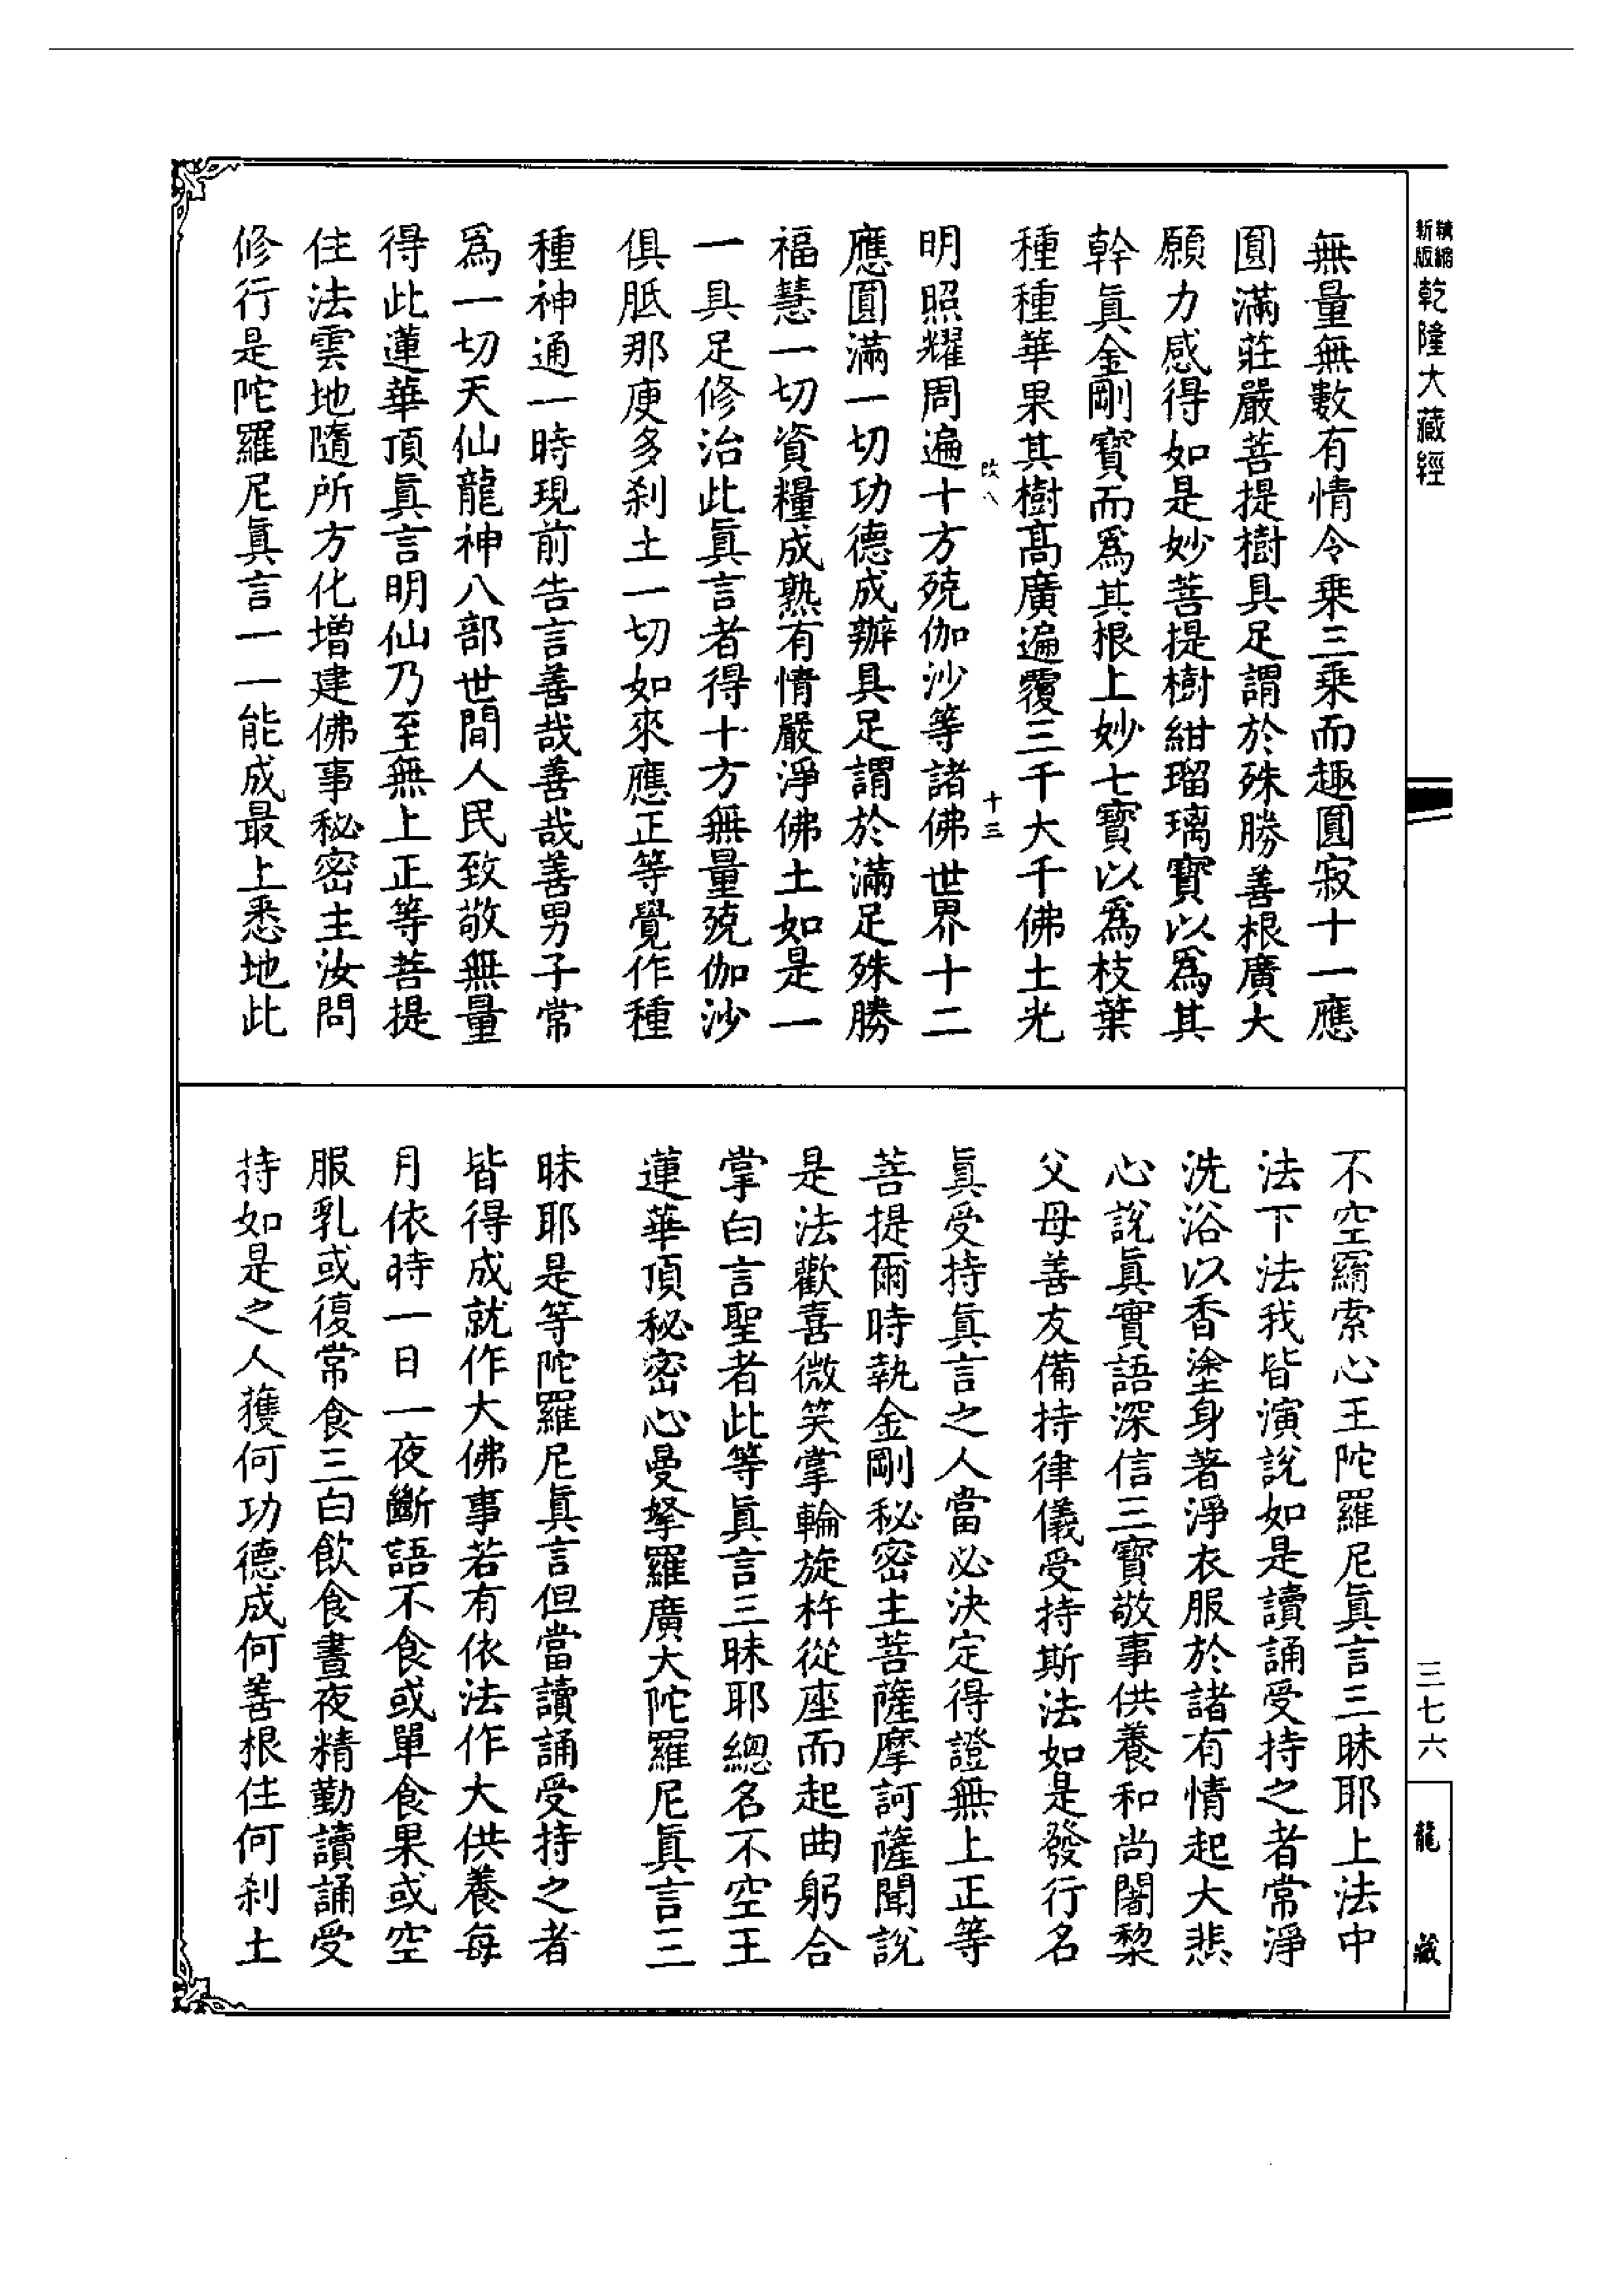 新版
精縮
乾隆大藏經
三七六
龍藏
無量無數有情令乗三乗而趣圓寂十一應
圓滿莊嚴菩提樹具足謂於殊勝善根廣大
願力感得如是妙菩提樹紺瑠璃寶以爲其
幹眞金剛寶而爲其根上妙七寶以爲枝葉
種種華果其樹髙廣遍覆三千大千佛土光
十三
明照耀周遍十方殑伽沙等諸佛世界十二
應圓滿一切功德成辦具足謂於滿足殊勝
福慧一切資糧成熟有情嚴淨佛土如是一
一具足修治此眞言者得十方無量殑伽沙
俱胝那庾多刹土一切如來應正等覺作種
種神通一時現前告言善哉善哉善男子常
爲一切天仙龍神八部世間人民致敬無量
得此蓮華頂眞言明仙乃至無上正等菩提
住法雲地隨所方化增建佛事秘密主汝問
修行是陀羅尼眞言一一能成最上悉地此
不空羂索心王陀羅尼眞言三昧耶上法中
法下法我皆演說如是讀誦受持之者常淨
洗浴以香塗身著淨衣服於諸有情起大悲
心說眞實語深信三寶敬事供養和尚闍棃
父母善友備持律儀受持斯法如是發行名
眞受持眞言之人當必決定得證無上正等
菩提爾時執金剛秘密主菩薩摩訶薩聞說
是法歡喜微笑掌輪旋杵從座而起曲躬合
掌白言聖者此等眞言三昧耶總名不空王
蓮華頂秘密心曼拏羅廣大陀羅尼眞言三
昧耶是等陀羅尼眞言但當讀誦受持之者
皆得成就作大佛事若有依法作大供養每
月依時一日一夜斷語不食或單食果或空
服乳或復常食三白飲食晝夜精勤讀誦受
持如是之人獲何功德成何善根住何刹土